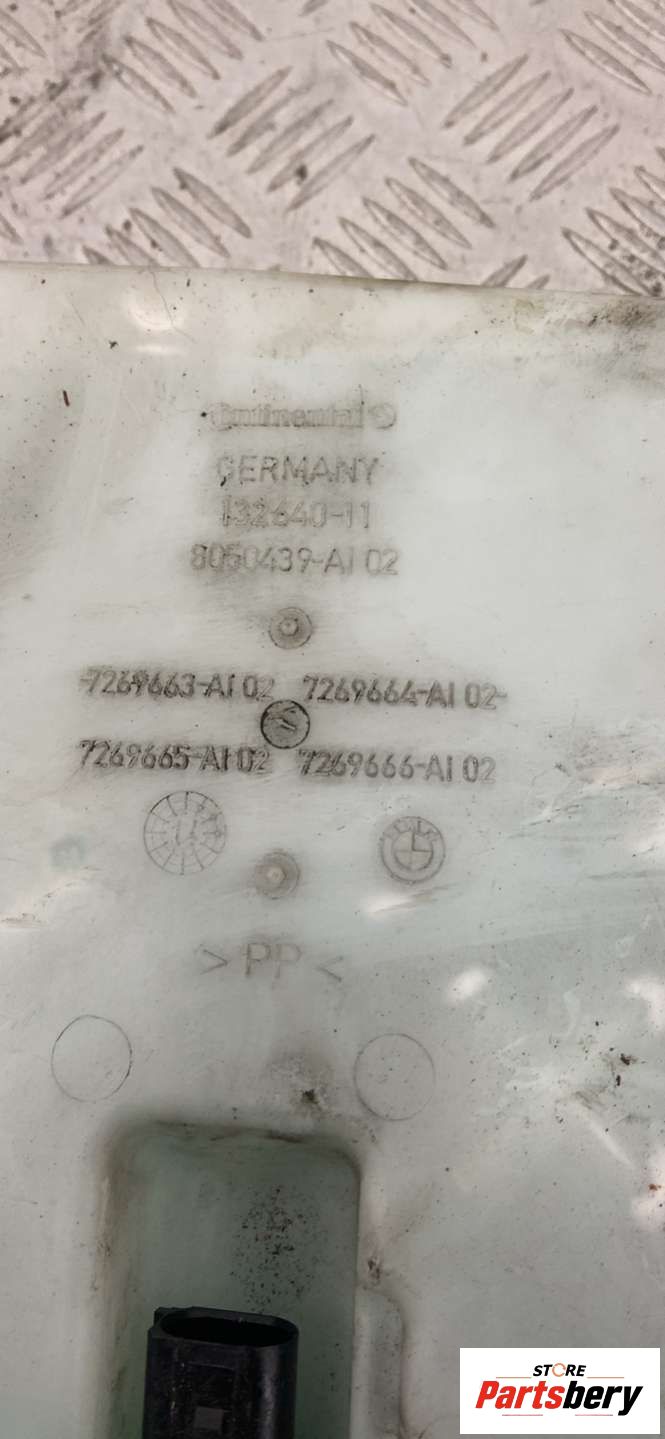 Continental
GERMANY
132640-11
8050439-AI 02
7269663-AI 02 7269664-AI 02
7269665-AI 02 7269666-AI 02
>PP<
STORE
Partsbery